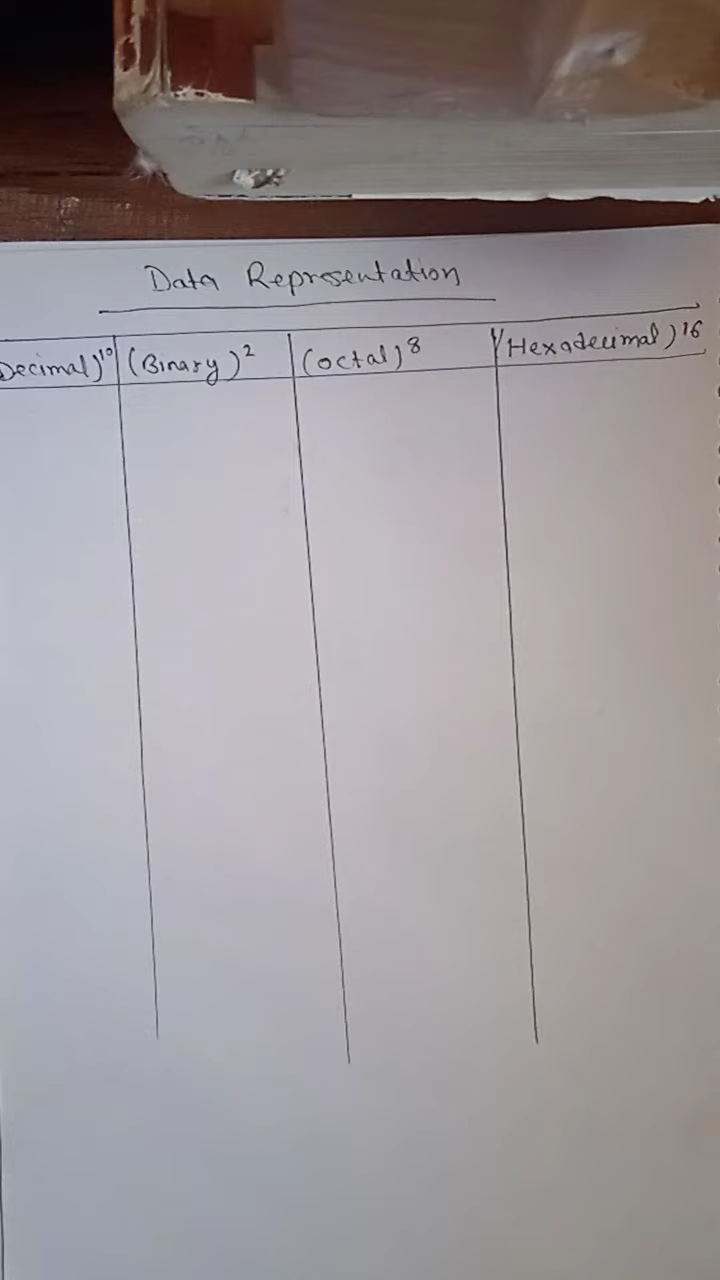 Data Representation
Decimal)¹⁰ (Binary)² (octal)⁸ (Hexadecimal)¹⁶